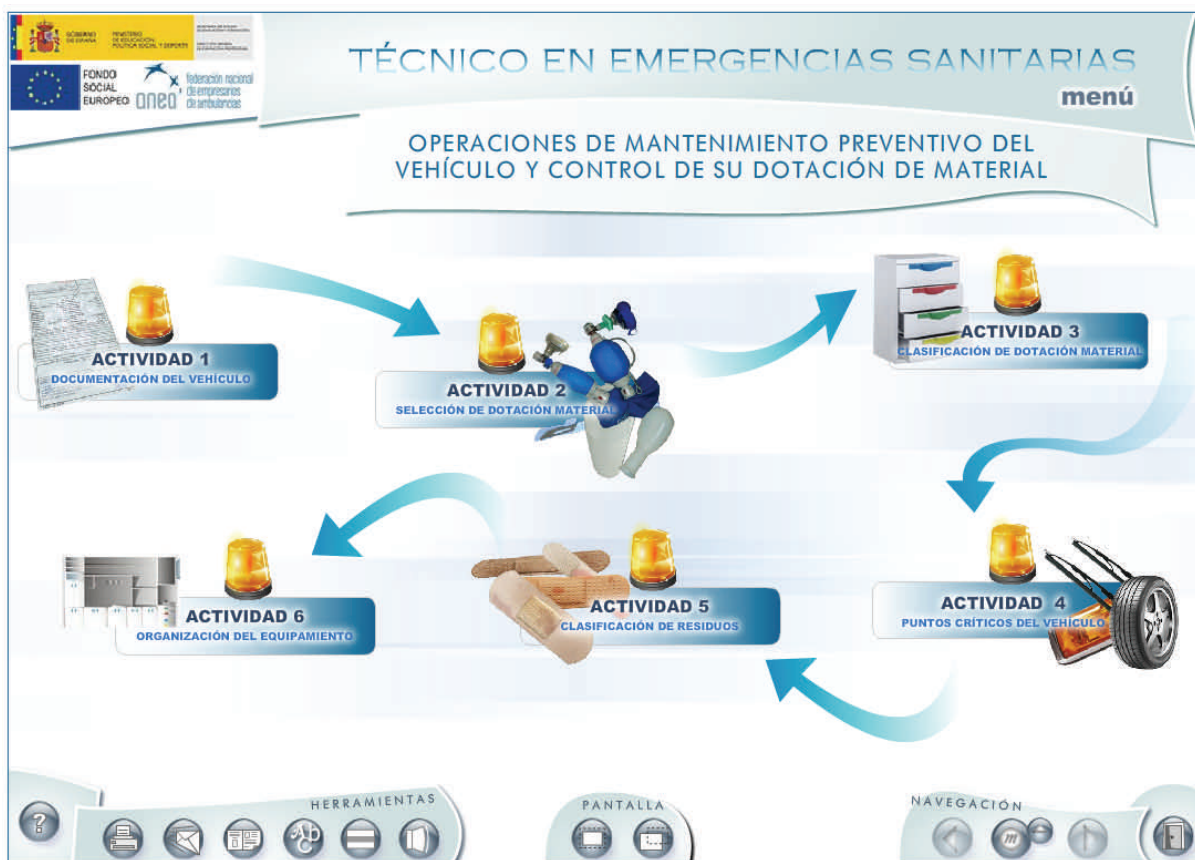 GOBIERNO
DE ESPAÑA
MINISTERIO
DE EDUCACIÓN,
POLÍTICA SOCIAL Y DEPORTE
FONDO
SOCIAL
EUROPEO
anea
federación nacional
de empresarios
de ambulancias
TÉCNICO EN EMERGENCIAS SANITARIAS
menú
OPERACIONES DE MANTENIMIENTO PREVENTIVO DEL
VEHÍCULO Y CONTROL DE SU DOTACIÓN DE MATERIAL
ACTIVIDAD 1
DOCUMENTACIÓN DEL VEHÍCULO
ACTIVIDAD 2
SELECCIÓN DE DOTACIÓN MATERIAL
ACTIVIDAD 3
CLASIFICACIÓN DE DOTACIÓN MATERIAL
ACTIVIDAD 4
PUNTOS CRÍTICOS DEL VEHÍCULO
ACTIVIDAD 5
CLASIFICACIÓN DE RESIDUOS
ACTIVIDAD 6
ORGANIZACIÓN DEL EQUIPAMIENTO
?
HERRAMIENTAS
Abc
PANTALLA
NAVEGACIÓN
m